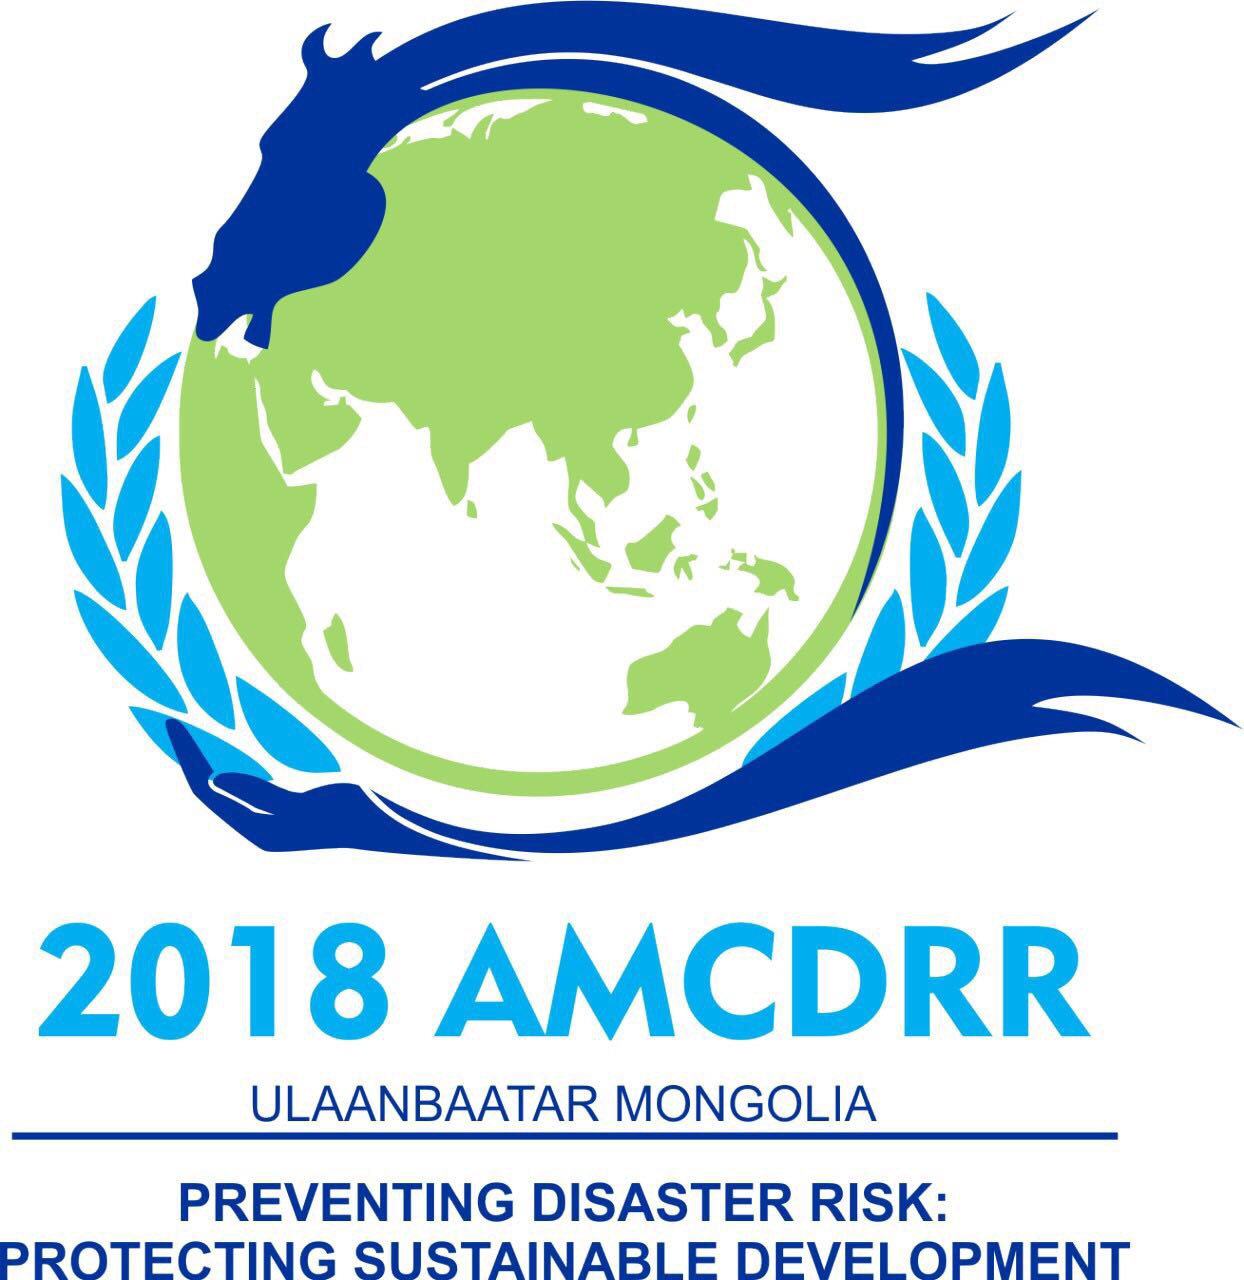 2018 AMCDRR
ULAANBAATAR MONGOLIA
PREVENTING DISASTER RISK:
PROTECTING SUSTAINABLE DEVELOPMENT